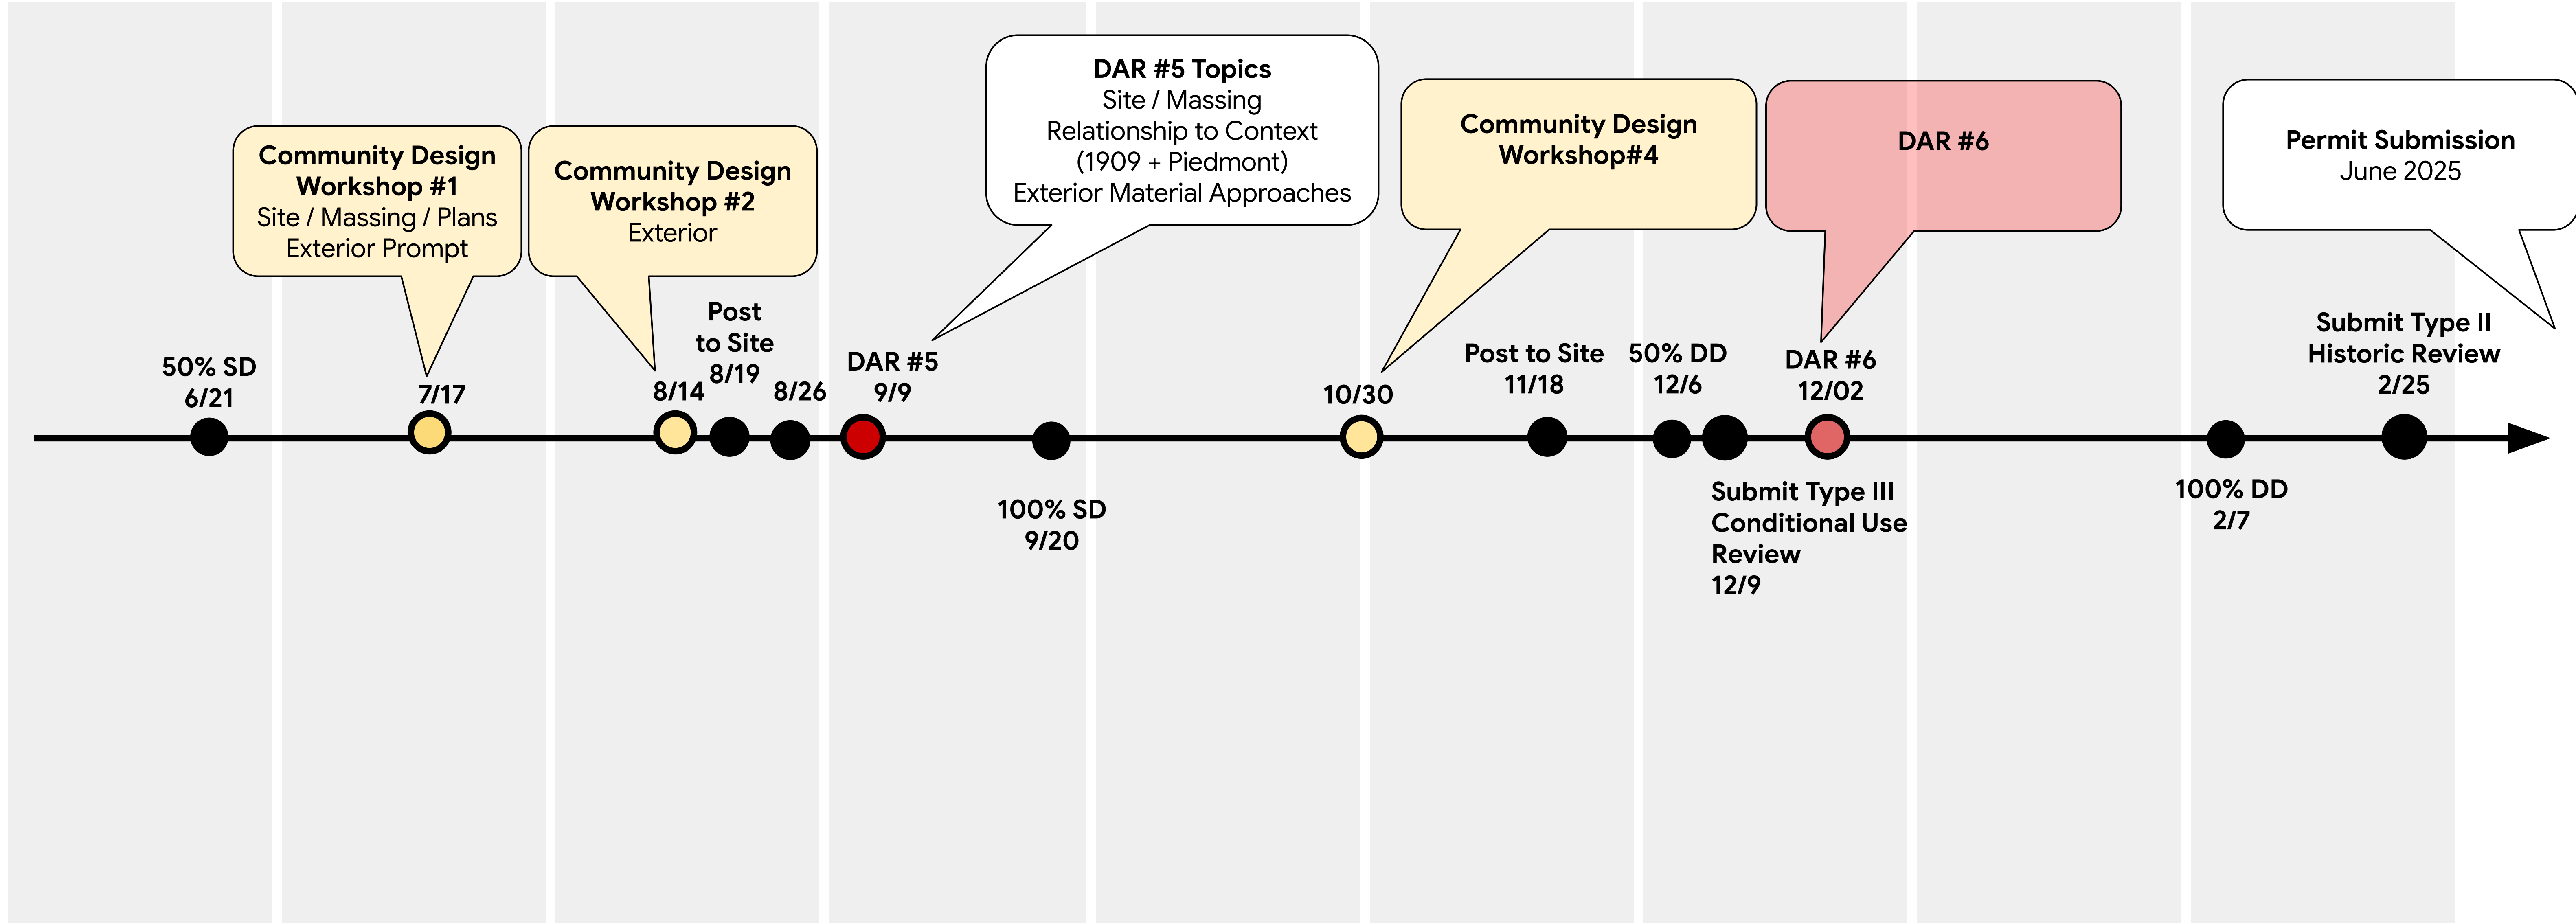 DAR #5 Topics
Site / Massing
Relationship to Context
(1909 + Piedmont)
Exterior Material Approaches
Community Design
Workshop#4
DAR #6
Permit Submission
June 2025
Community Design
Workshop #1
Site / Massing / Plans
Exterior Prompt
Community Design
Workshop #2
Exterior
50% SD
6/21
7/17
8/14
Post
to Site
8/19
8/26
DAR #5
9/9
10/30
Post to Site
11/18
50% DD
12/6
DAR #6
12/02
Submit Type II
Historic Review
2/25
100% SD
9/20
Submit Type III
Conditional Use
Review
12/9
100% DD
2/7